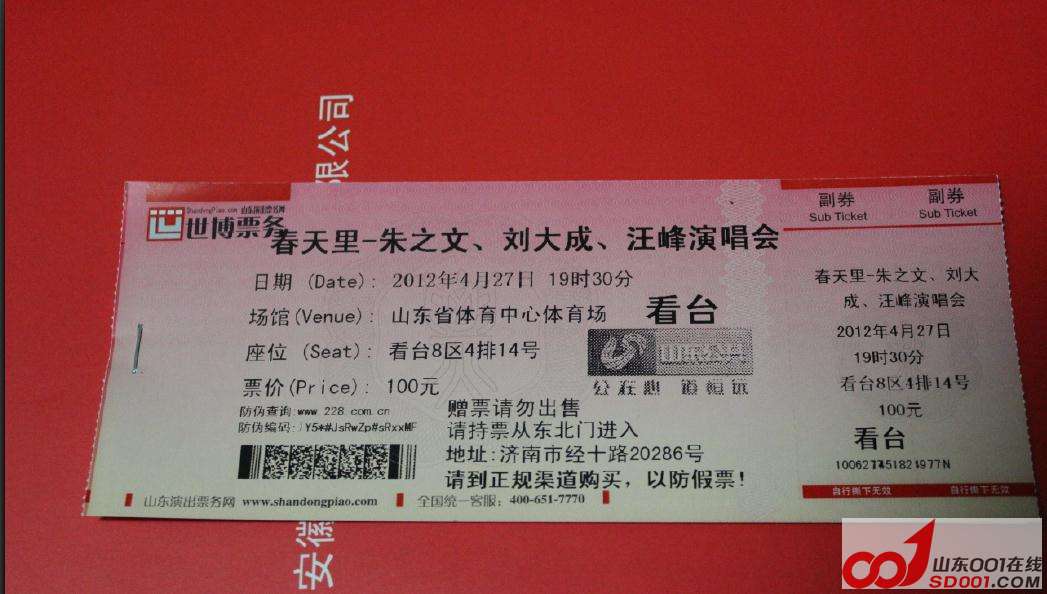 限公司
安徽
ShandongPiao.com 山东演出票务网
世博票务
春天里-朱之文、刘大成、汪峰演唱会
日期 (Date): 2012年4月27日 19时30分
场馆(Venue): 山东省体育中心体育场
看台
座位 (Seat): 看台8区4排14号
票价(Price): 100元
防伪查询:www 228.com.cn
赠票请勿出售
请持票从东北门进入
地址:济南市经十路20286号
请到正规渠道购买，以防假票!
山东演出票务网 www.shandongpiao.com
全国统一客服: 400-651-7770
副券
Sub Ticket
副券
Sub Ticket
春天里-朱之文、刘大
成、汪峰演唱会
2012年4月27日
19时30分
看台8区4排14号
100元
看台
自行撕下无效
自行撕下无效
山东001在线
SD001.COM